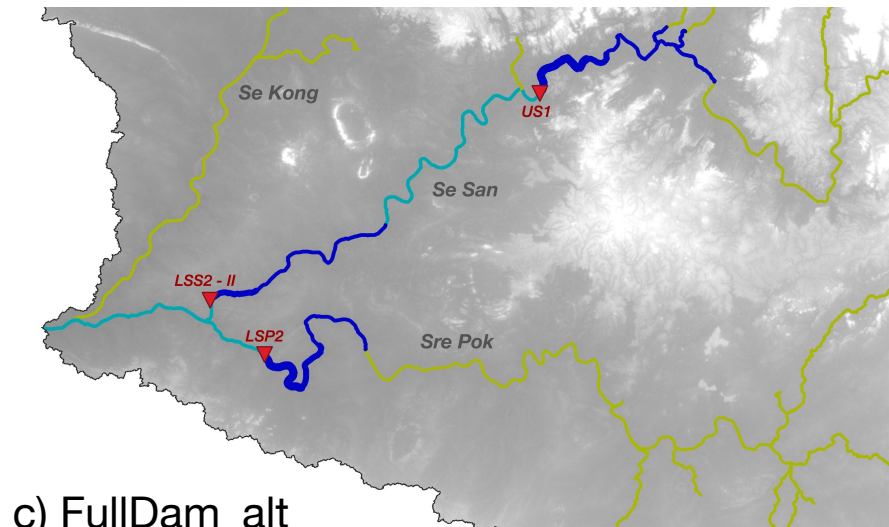 Se Kong
US1
Se San
LSS2 - II
LSP2
Sre Pok
c) FullDam_alt